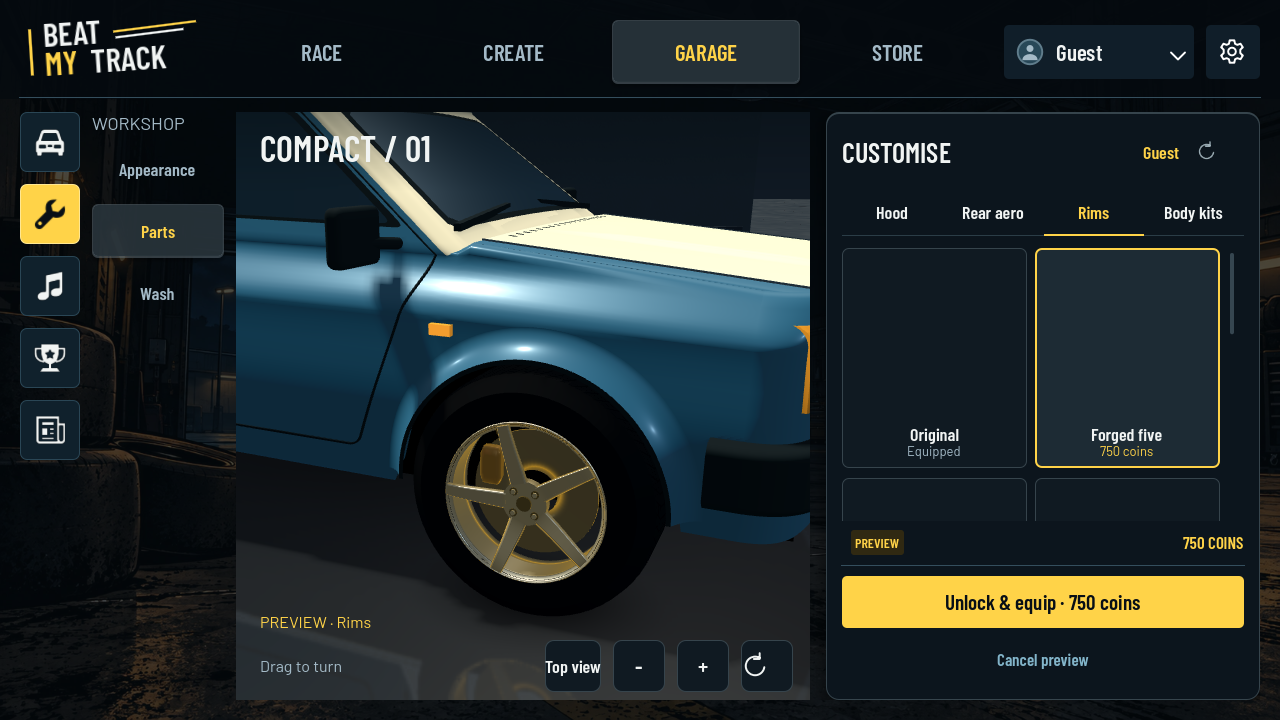 BEAT
MY TRACK
RACE
CREATE
GARAGE
STORE
Guest
WORKSHOP
Appearance
Parts
Wash
COMPACT / 01
PREVIEW · Rims
Drag to turn
Top view
-
+
CUSTOMISE
Guest
Hood
Rear aero
Rims
Body kits
Original
Equipped
Forged five
750 coins
PREVIEW
750 COINS
Unlock & equip · 750 coins
Cancel preview